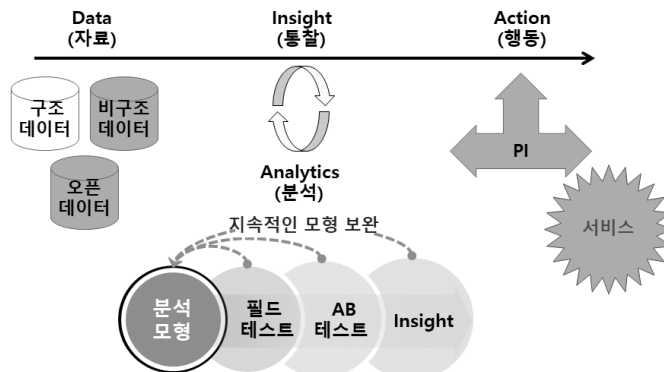 Data
(자료)
Insight
(통찰)
Action
(행동)
구조
데이터
비구조
데이터
오픈
데이터
Analytics
(분석)
PI
서비스
지속적인 모형 보완
분석
모형
필드
테스트
AB
테스트
Insight